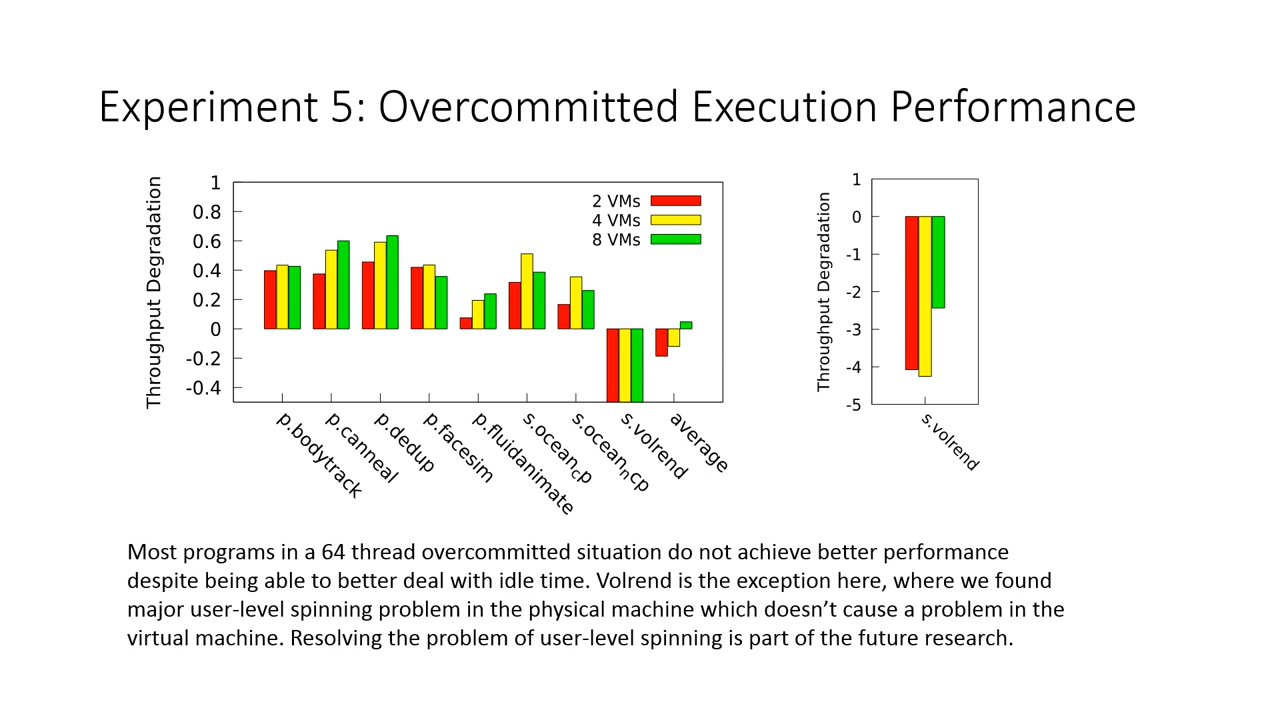 Experiment 5: Overcommitted Execution Performance
Throughput Degradation
1
0.8
0.6
0.4
0.2
0
-0.2
-0.4
2 VMs
4 VMs
8 VMs
p.bodytrack
p.canneal
p.dedup
p.facesim
p.fluidanimate
s.ocean_cp
s.ocean_ncp
s.volrend
average
Throughput Degradation
1
0
-1
-2
-3
-4
-5
s.volrend
Most programs in a 64 thread overcommitted situation do not achieve better performance
despite being able to better deal with idle time. Volrend is the exception here, where we found
major user-level spinning problem in the physical machine which doesn’t cause a problem in the
virtual machine. Resolving the problem of user-level spinning is part of the future research.